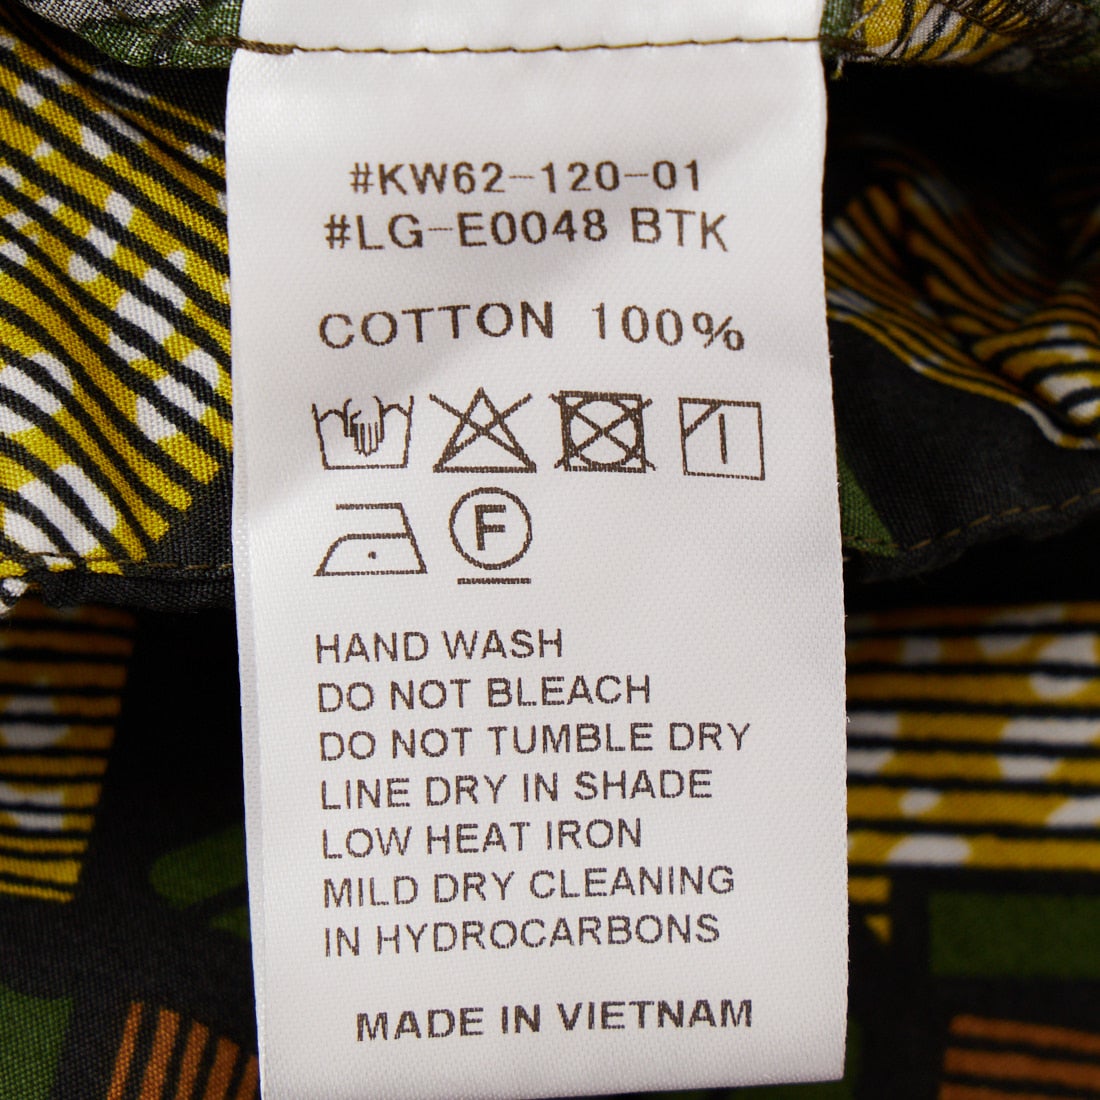 #KW62-120-01
#LG-E0048 BTK
COTTON 100%
F
HAND WASH
DO NOT BLEACH
DO NOT TUMBLE DRY
LINE DRY IN SHADE
LOW HEAT IRON
MILD DRY CLEANING
IN HYDROCARBONS
MADE IN VIETNAM